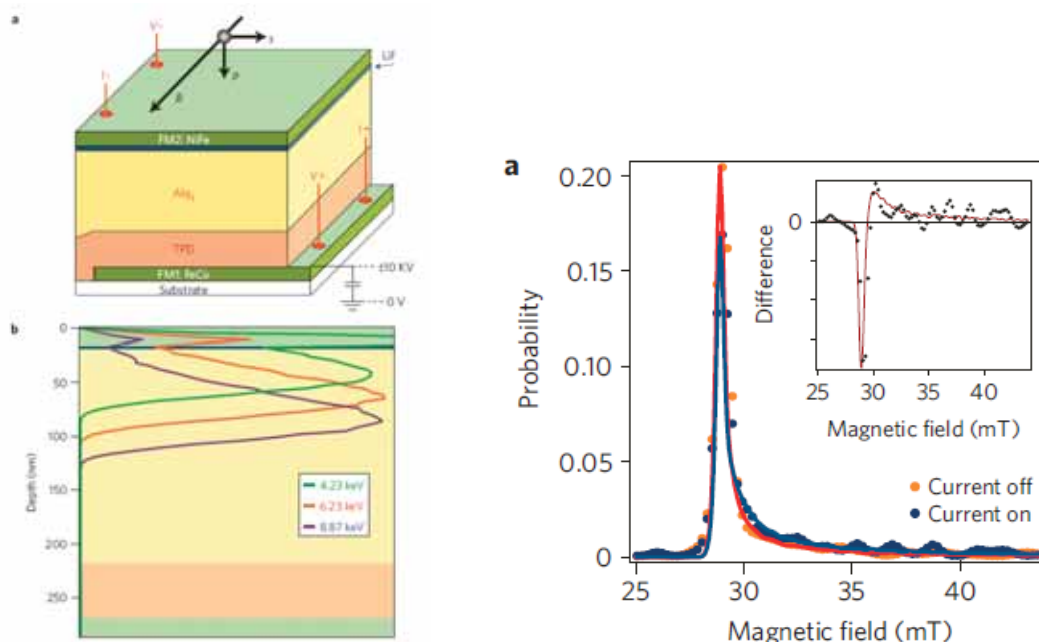 a
V-
LiF
I-
s
p
B
FM2: NiFe
Alq3
I+
V+
TPD
FM1: FeCo
±10 KV
Substrate
0 V
b
0
50
100
150
200
250
Depth (nm)
4.23 keV
6.23 keV
8.87 keV
a
0.20
0.15
0.10
0.05
0
Probability
25
30
35
40
Magnetic field (mT)
0
Difference
25
30
35
40
Magnetic field (mT)
Current off
Current on